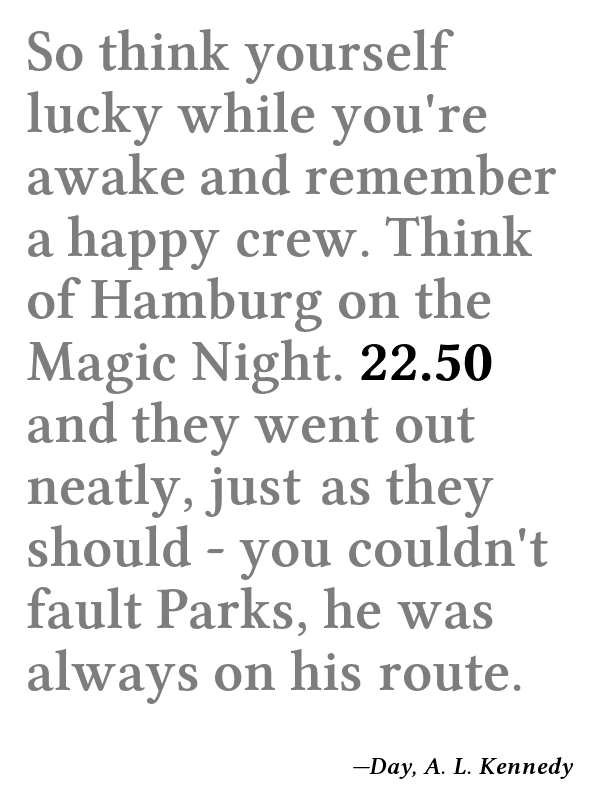 So think yourself
lucky while you're
awake and remember
a happy crew. Think
of Hamburg on the
Magic Night. 22.50
and they went out
neatly, just as they
should - you couldn't
fault Parks, he was
always on his route.
—Day, A. L. Kennedy